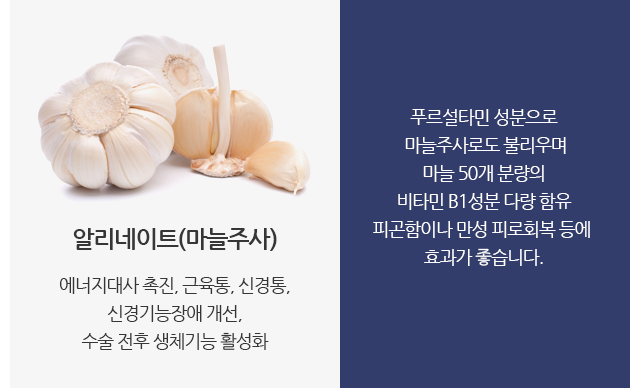 알리네이트(마늘주사)
에너지대사 촉진, 근육통, 신경통,
신경기능장애 개선,
수술 전후 생체기능 활성화
푸르설타민 성분으로
마늘주사로도 불리우며
마늘 50개 분량의
비타민 B1성분 다량 함유
피곤함이나 만성 피로회복 등에
효과가 좋습니다.